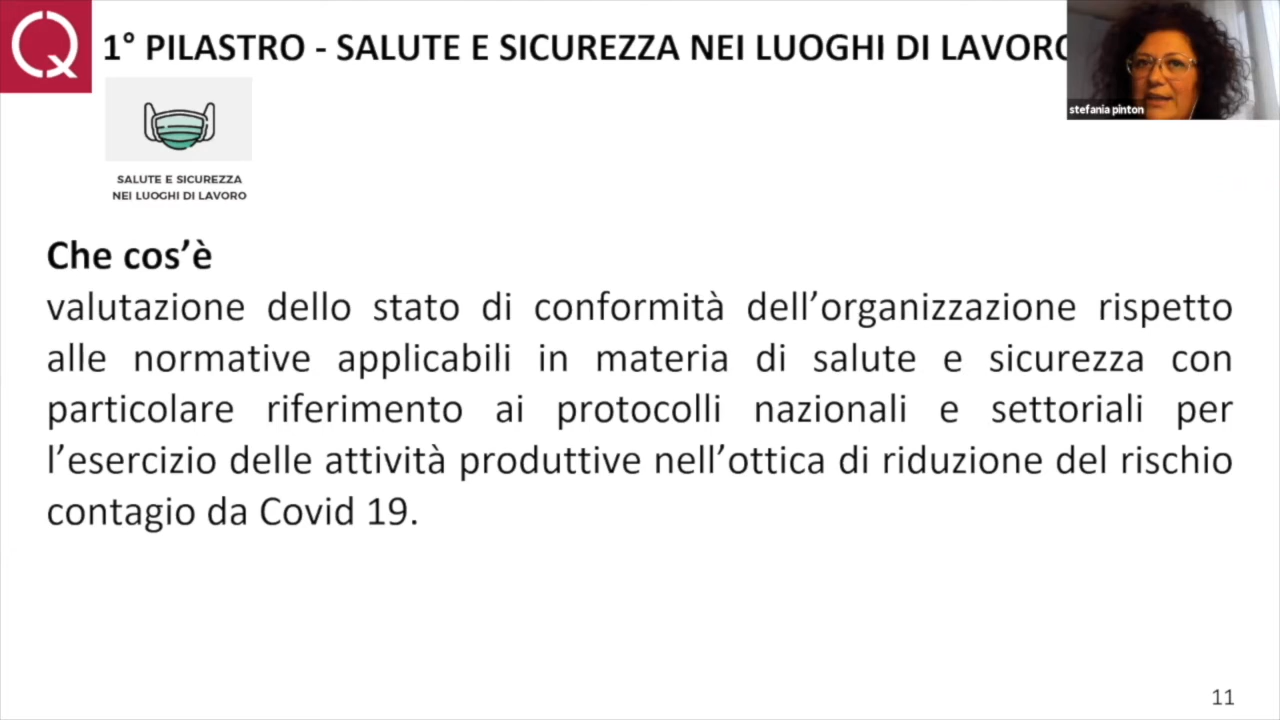 1° PILASTRO - SALUTE E SICUREZZA NEI LUOGHI DI LAVORO
stefania pinton
SALUTE E SICUREZZA
NEI LUOGHI DI LAVORO
Che cos’è
valutazione dello stato di conformità dell’organizzazione rispetto
alle normative applicabili in materia di salute e sicurezza con
particolare riferimento ai protocolli nazionali e settoriali per
l’esercizio delle attività produttive nell’ottica di riduzione del rischio
contagio da Covid 19.
11